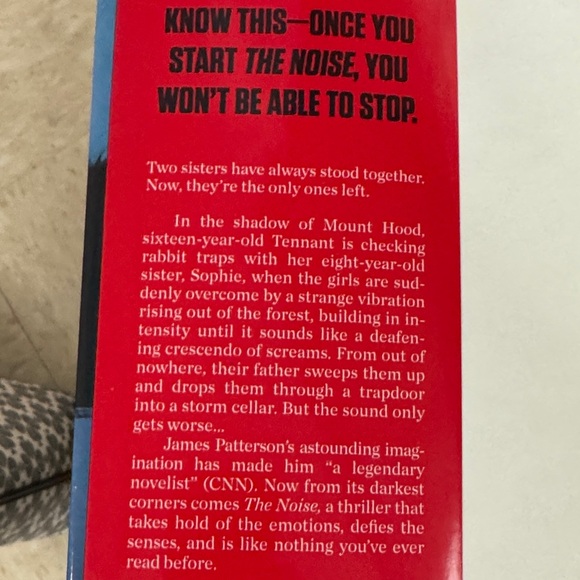 KNOW THIS—ONCE YOU
START THE NOISE, YOU
WON'T BE ABLE TO STOP.
Two sisters have always stood together.
Now, they're the only ones left.
In the shadow of Mount Hood,
sixteen-year-old Tennant is checking
rabbit traps with her eight-year-old
sister, Sophie, when the girls are sud-
denly overcome by a strange vibration
rising out of the forest, building in in-
tensity until it sounds like a deafen-
ing crescendo of screams. From out of
nowhere, their father sweeps them up
and drops them through a trapdoor
into a storm cellar. But the sound only
gets worse...
James Patterson's astounding imag-
ination has made him "a legendary
novelist" (CNN). Now from its darkest
corners comes The Noise, a thriller that
takes hold of the emotions, defies the
senses, and is like nothing you've ever
read before.